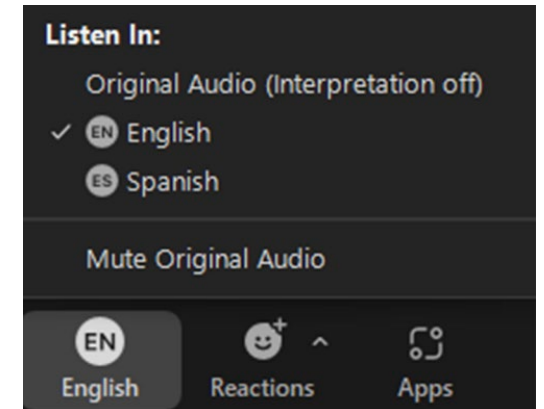 Listen In:
Original Audio (Interpretation off)
EN English
ES Spanish
Mute Original Audio
EN
English Reactions Apps